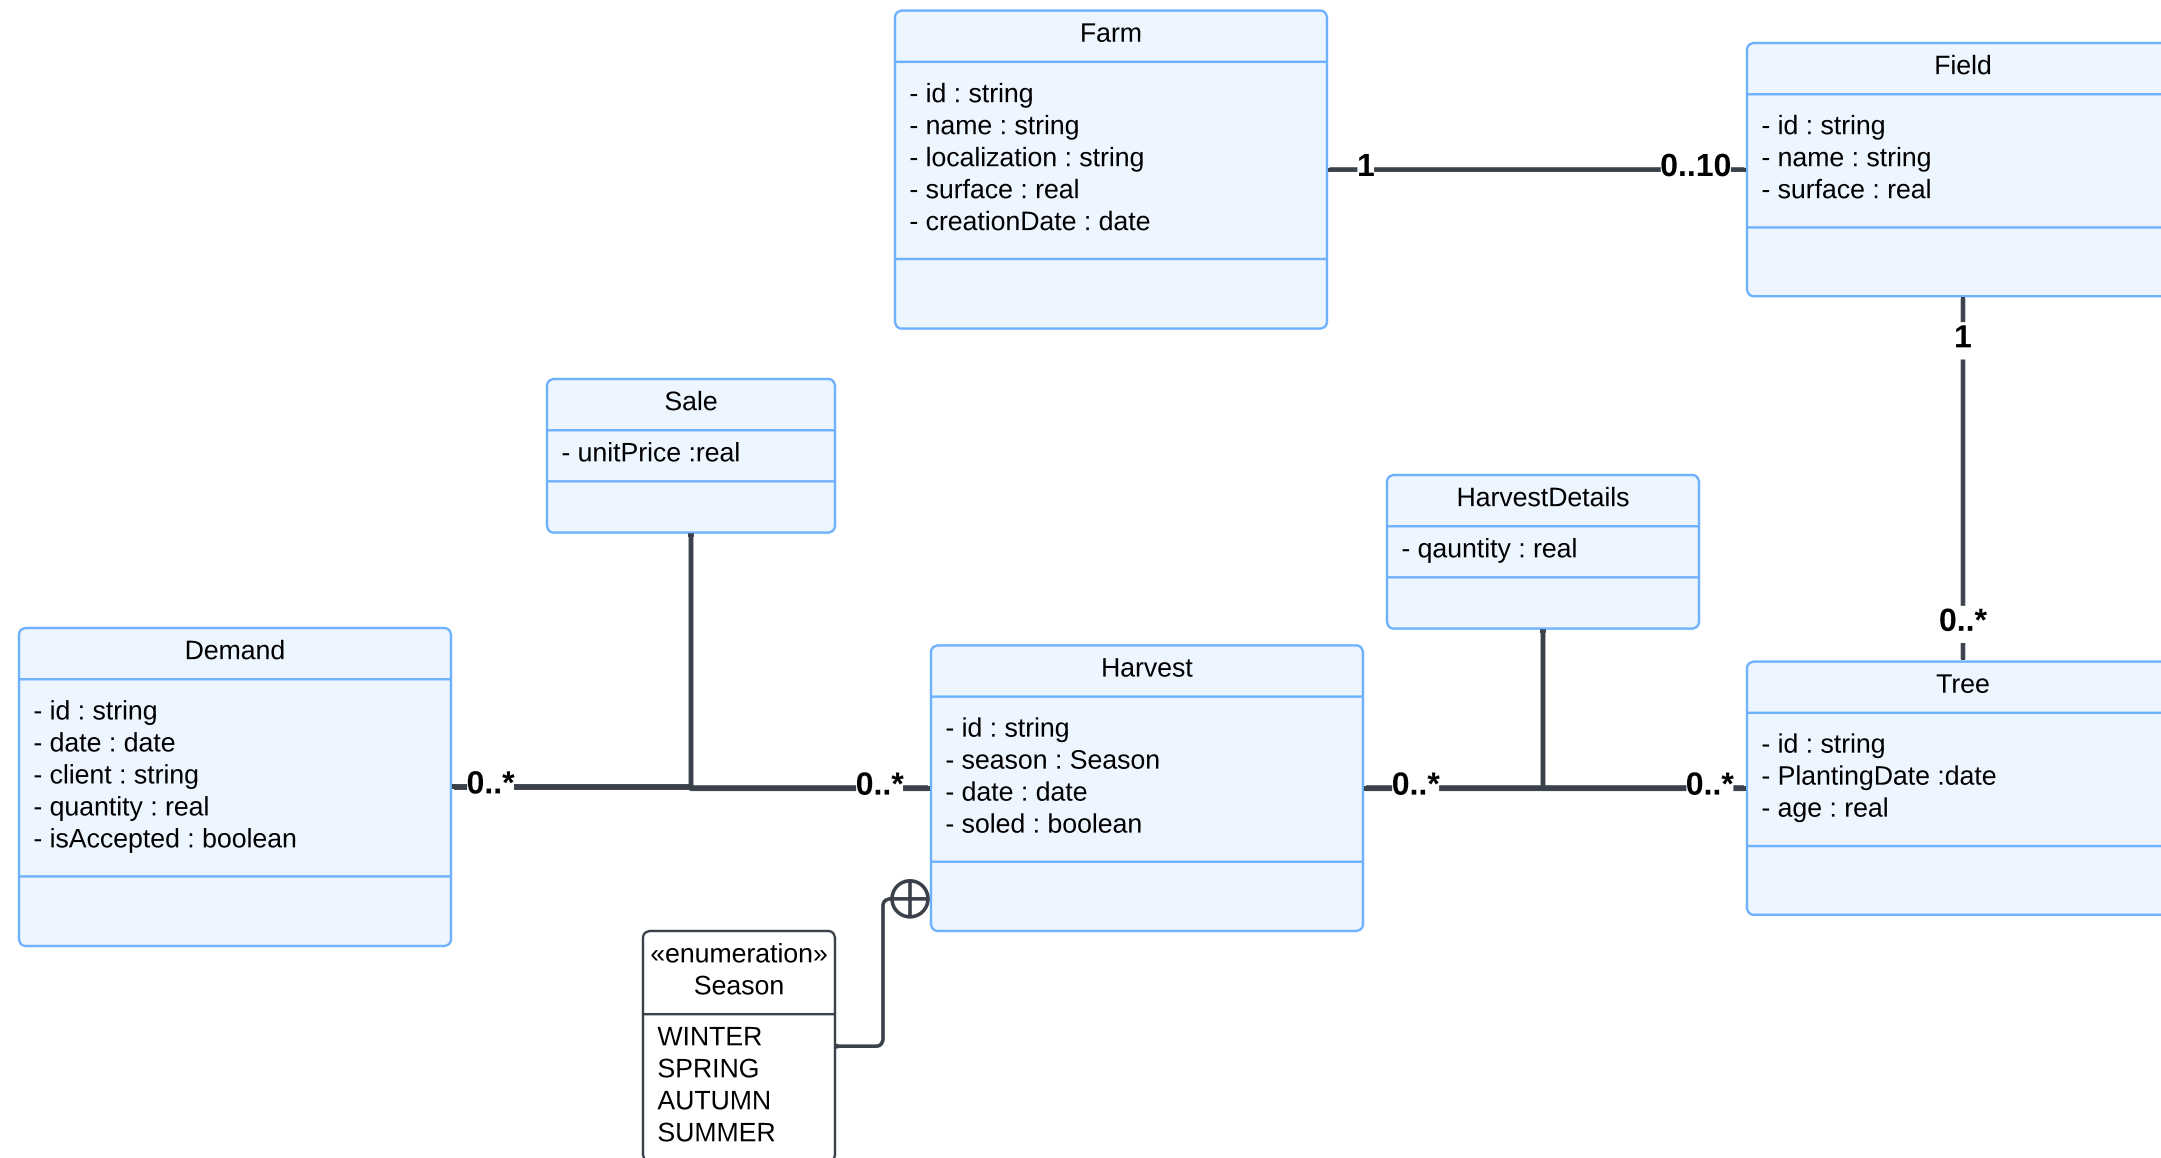 Farm
- id : string
- name : string
- localization : string
- surface : real
- creationDate : date
1
0..10
Field
- id : string
- name : string
- surface : real
1
0..*
Sale
- unitPrice :real
HarvestDetails
- qauntity : real
Demand
- id : string
- date : date
- client : string
- quantity : real
- isAccepted : boolean
0..*
0..*
Harvest
- id : string
- season : Season
- date : date
- soled : boolean
0..*
0..*
Tree
- id : string
- PlantingDate :date
- age : real
«enumeration»
Season
WINTER
SPRING
AUTUMN
SUMMER